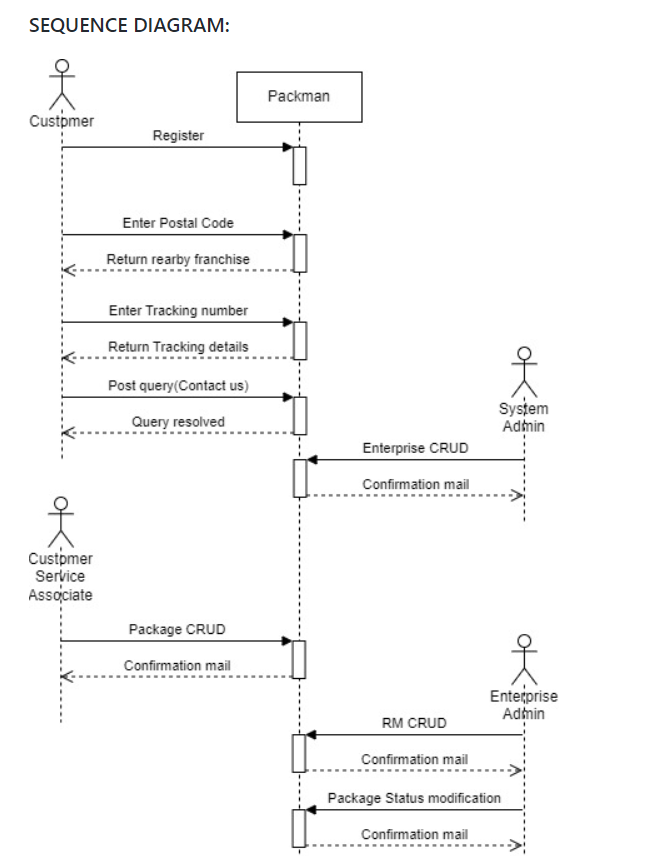 SEQUENCE DIAGRAM:
Packman
Customer
Register
Enter Postal Code
Return nearby franchise
Enter Tracking number
Return Tracking details
Post query(Contact us)
Query resolved
System
Admin
Enterprise CRUD
Confirmation mail
Customer
Service
Associate
Package CRUD
Confirmation mail
Enterprise
Admin
RM CRUD
Confirmation mail
Package Status modification
Confirmation mail